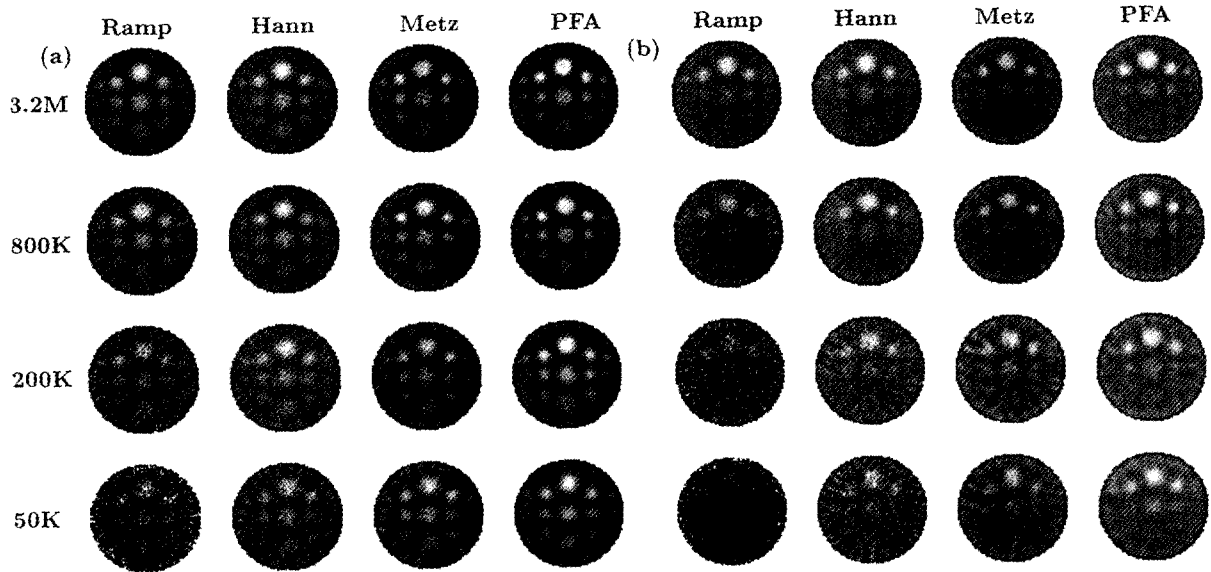 Ramp Hann Metz PFA Ramp Hann Metz PFA
(a) (b)
3.2M
800K
200K
50K